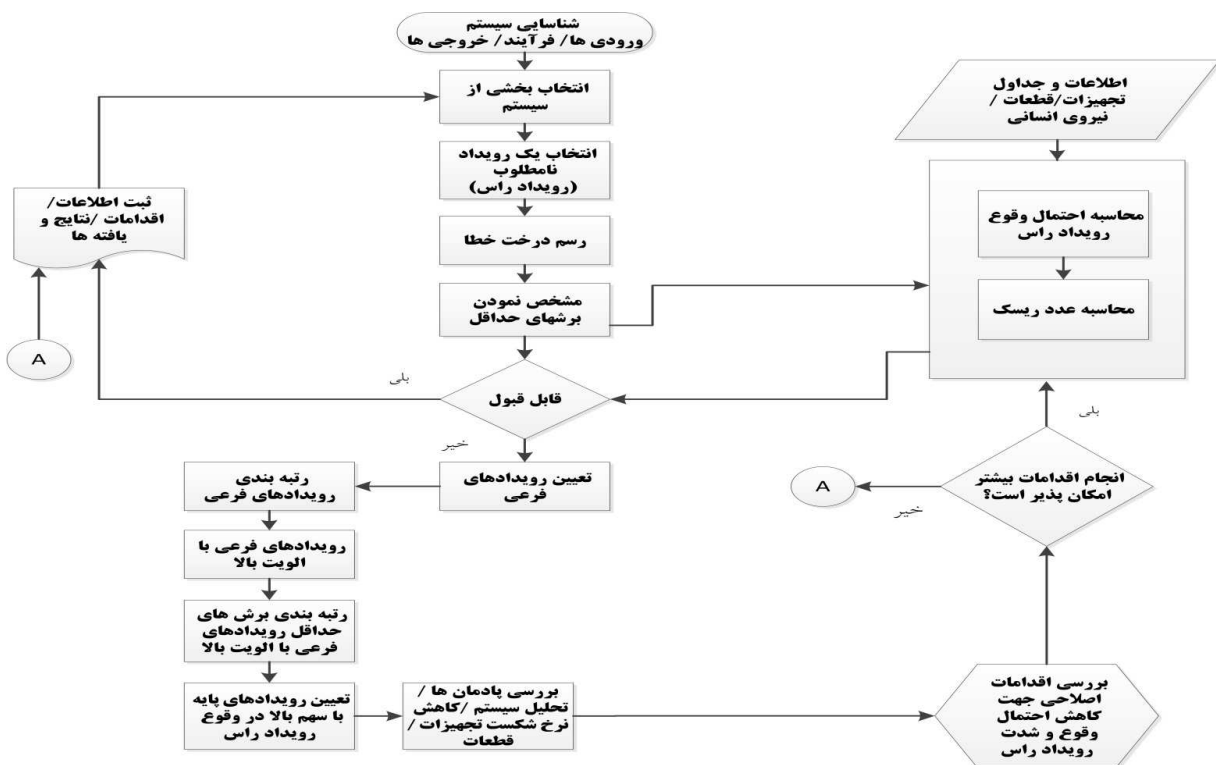 شناسایی سیستم
ورودی ها/ فرآیند/ خروجی ها
انتخاب بخشی از
سیستم
انتخاب یک رویداد
نامطلوب
(رویداد راس)
رسم درخت خطا
مشخص نمودن
برشهای حداقل
قابل قبول
بلی
خیر
ثبت اطلاعات/
اقدامات /نتایج و
یافته ها
A
اطلاعات و جداول
تجهیزات/قطعات /
نیروی انسانی
محاسبه احتمال وقوع
رویداد راس
محاسبه عدد ریسک
بلی
انجام اقدامات بیشتر
امکان پذیر است؟
خیر
A
تعیین رویدادهای
فرعی
رتبه بندی
رویدادهای فرعی
رویدادهای فرعی با
الویت بالا
رتبه بندی برش های
حداقل رویدادهای
فرعی با الویت بالا
تعیین رویدادهای پایه
با سهم بالا در وقوع
رویداد راس
بررسی پادمان ها /
تحلیل سیستم /کاهش
نرخ شکست تجهیزات /
قطعات
بررسی اقدامات
اصلاحی جهت
کاهش احتمال
وقوع و شدت
رویداد راس